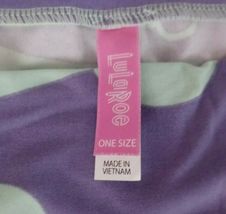 LuLaRoe
ONE SIZE
MADE IN
VIETNAM